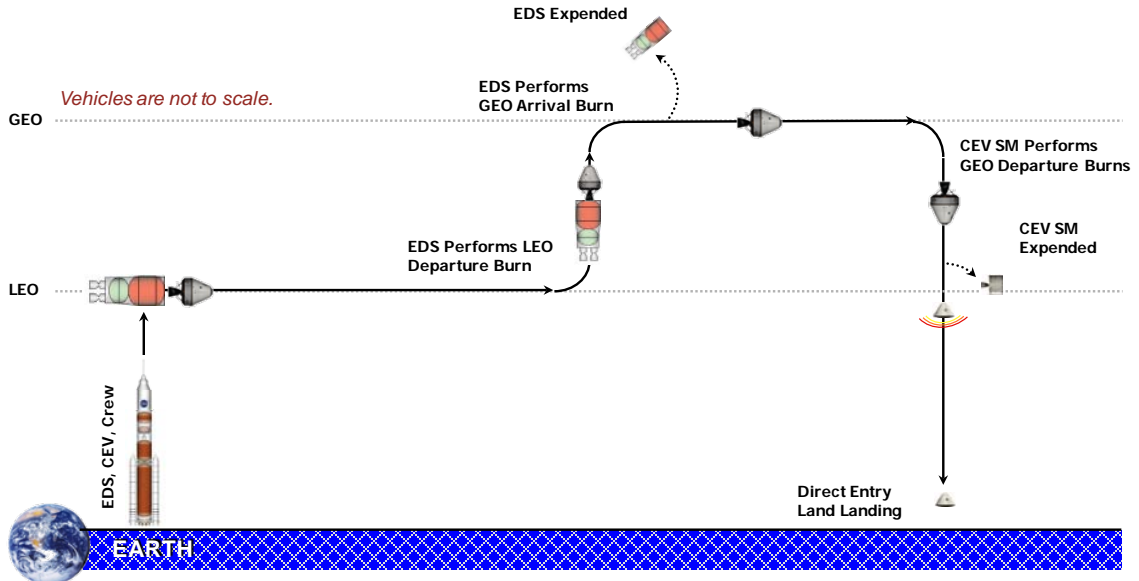 EDS Expended
EDS Performs
GEO Arrival Burn
Vehicles are not to scale.
GEO
CEV SM Performs
GEO Departure Burns
CEV SM
Expended
EDS Performs LEO
Departure Burn
LEO
EDS, CEV, Crew
Direct Entry
Land Landing
EARTH